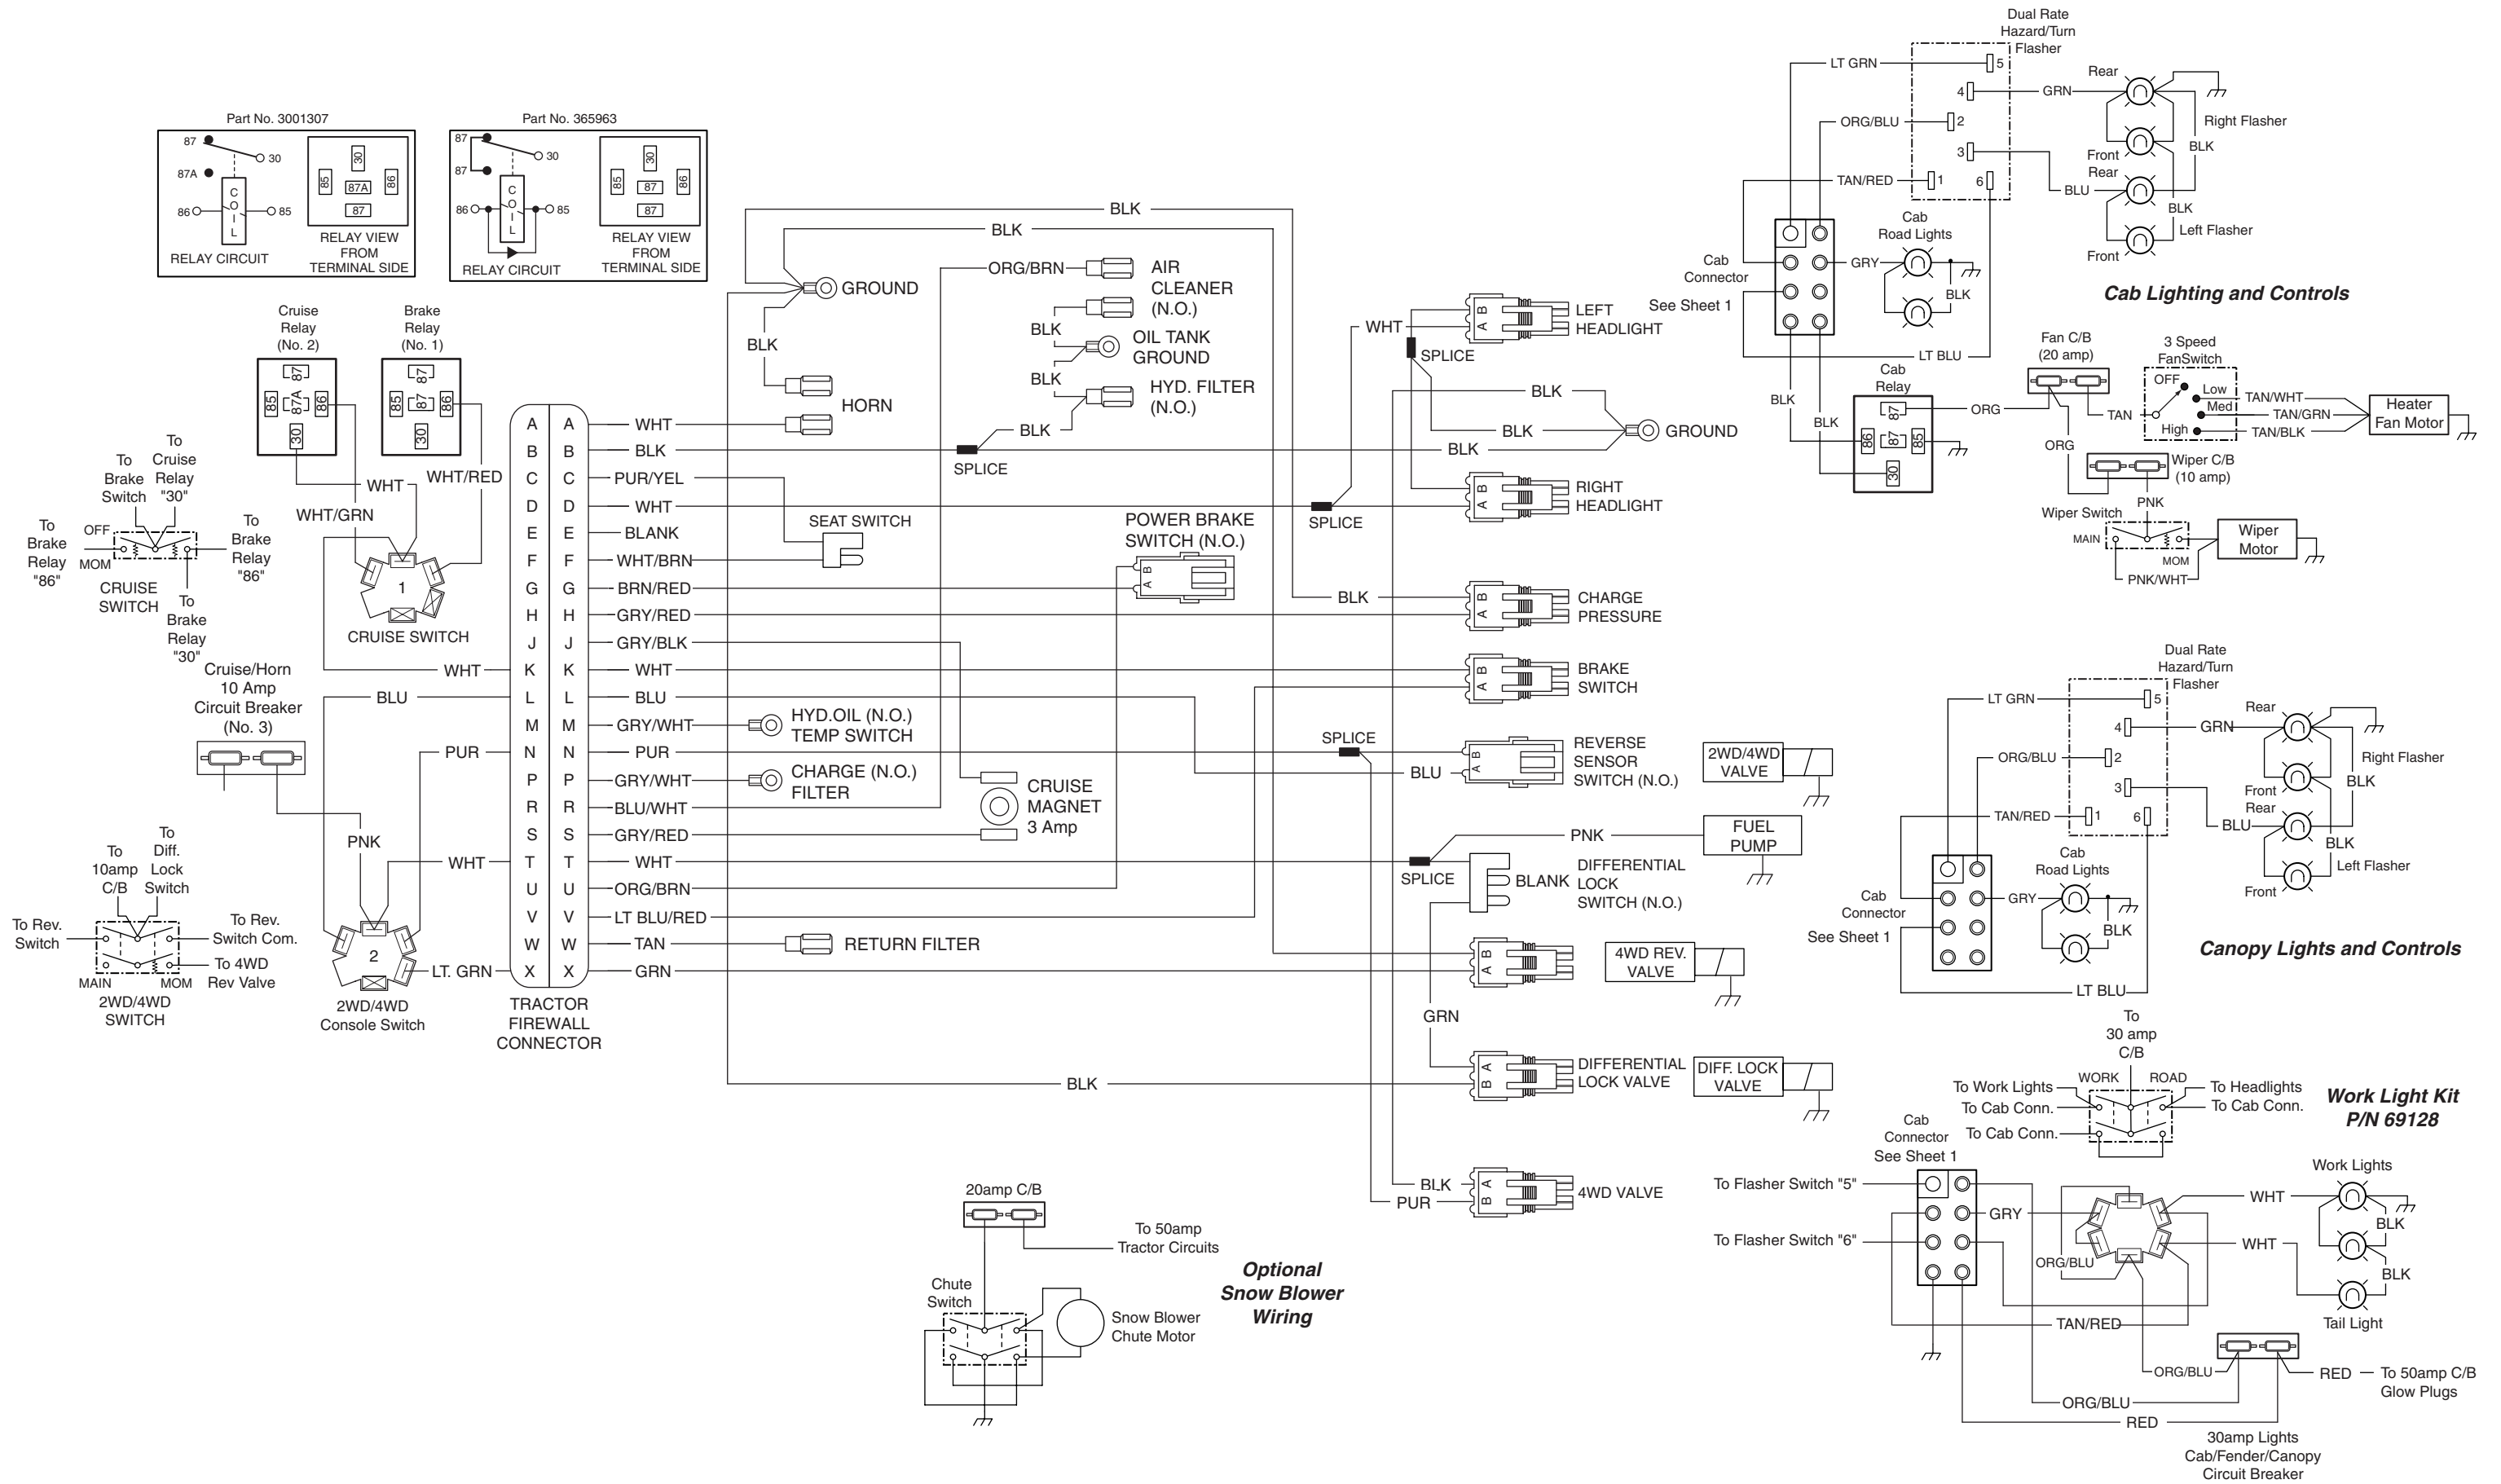 Part No. 3001307
87
30
87A
86
85
C
O
I
L
RELAY CIRCUIT
30
85
87A
86
87
RELAY VIEW
FROM
TERMINAL SIDE
Part No. 365963
87
30
87
86
85
C
O
I
L
RELAY CIRCUIT
30
85
87
86
87
RELAY VIEW
FROM
TERMINAL SIDE
Cruise
Relay
(No. 2)
87
85
87A
86
30
Brake
Relay
(No. 1)
87
85
87
86
30
WHT
WHT/RED
WHT/GRN
To
Brake
Switch
To
Cruise
Relay
"30"
To
Brake
Relay
"86"
OFF
MOM
To
Brake
Relay
"86"
CRUISE
SWITCH
To
Brake
Relay
"30"
1
CRUISE SWITCH
Cruise/Horn
10 Amp
Circuit Breaker
(No. 3)
WHT
BLU
PUR
PNK
WHT
LT. GRN
To
10amp
C/B
To
Diff.
Lock
Switch
To Rev.
Switch
To Rev.
Switch Com.
To 4WD
Rev Valve
MAIN
MOM
2WD/4WD
SWITCH
2
2WD/4WD
Console Switch
A A WHT
B B BLK
C C PUR/YEL
D D WHT
E E BLANK
F F WHT/BRN
G G BRN/RED
H H GRY/RED
J J GRY/BLK
K K WHT
L L BLU
M M GRY/WHT
N N PUR
P P GRY/WHT
R R BLU/WHT
S S GRY/RED
T T WHT
U U ORG/BRN
V V LT BLU/RED
W W TAN
X X GRN
TRACTOR
FIREWALL
CONNECTOR
BLK
BLK
GROUND
BLK
HORN
ORG/BRN
AIR
CLEANER
(N.O.)
BLK
OIL TANK
GROUND
BLK
HYD. FILTER
(N.O.)
BLK
SPLICE
SEAT SWITCH
POWER BRAKE
SWITCH (N.O.)
B
A
HYD.OIL (N.O.)
TEMP SWITCH
CHARGE (N.O.)
FILTER
CRUISE
MAGNET
3 Amp
RETURN FILTER
BLK
WHT
B
A
LEFT
HEADLIGHT
SPLICE
BLK
BLK
BLK
GROUND
SPLICE
B
A
RIGHT
HEADLIGHT
BLK
B
A
CHARGE
PRESSURE
B
A
BRAKE
SWITCH
SPLICE
BLU
B
A
REVERSE
SENSOR
SWITCH (N.O.)
2WD/4WD
VALVE
PNK
FUEL
PUMP
SPLICE
BLANK
DIFFERENTIAL
LOCK
SWITCH (N.O.)
B
A
4WD REV.
VALVE
GRN
A
B
DIFFERENTIAL
LOCK VALVE
DIFF. LOCK
VALVE
BLK
PUR
A
B
4WD VALVE
20amp C/B
To 50amp
Tractor Circuits
Chute
Switch
Snow Blower
Chute Motor
Optional
Snow Blower
Wiring
Dual Rate
Hazard/Turn
Flasher
LT GRN
5
4
GRN
ORG/BLU
2
3
TAN/RED
1
6
BLU
Rear
Right Flasher
Front
BLK
Rear
BLK
Left Flasher
Front
Cab
Road Lights
Cab
Connector
GRY
BLK
See Sheet 1
LT BLU
Cab Lighting and Controls
BLK
BLK
Cab
Relay
87
86
87
85
30
ORG
Fan C/B
(20 amp)
TAN
ORG
3 Speed
FanSwitch
OFF
Low
Med
High
TAN/WHT
TAN/GRN
TAN/BLK
Heater
Fan Motor
Wiper C/B
(10 amp)
PNK
Wiper Switch
MAIN
MOM
PNK/WHT
Wiper
Motor
Dual Rate
Hazard/Turn
Flasher
LT GRN
5
4
GRN
ORG/BLU
2
3
TAN/RED
1
6
BLU
Rear
Right Flasher
Front
BLK
Rear
BLK
Left Flasher
Front
Cab
Road Lights
Cab
Connector
GRY
BLK
See Sheet 1
LT BLU
Canopy Lights and Controls
To
30 amp
C/B
WORK
ROAD
To Work Lights
To Cab Conn.
To Cab Conn.
To Headlights
To Cab Conn.
Work Light Kit
P/N 69128
Cab
Connector
See Sheet 1
To Flasher Switch "5"
GRY
To Flasher Switch "6"
ORG/BLU
WHT
WHT
Work Lights
BLK
BLK
Tail Light
TAN/RED
ORG/BLU
RED
To 50amp C/B
Glow Plugs
ORG/BLU
RED
30amp Lights
Cab/Fender/Canopy
Circuit Breaker